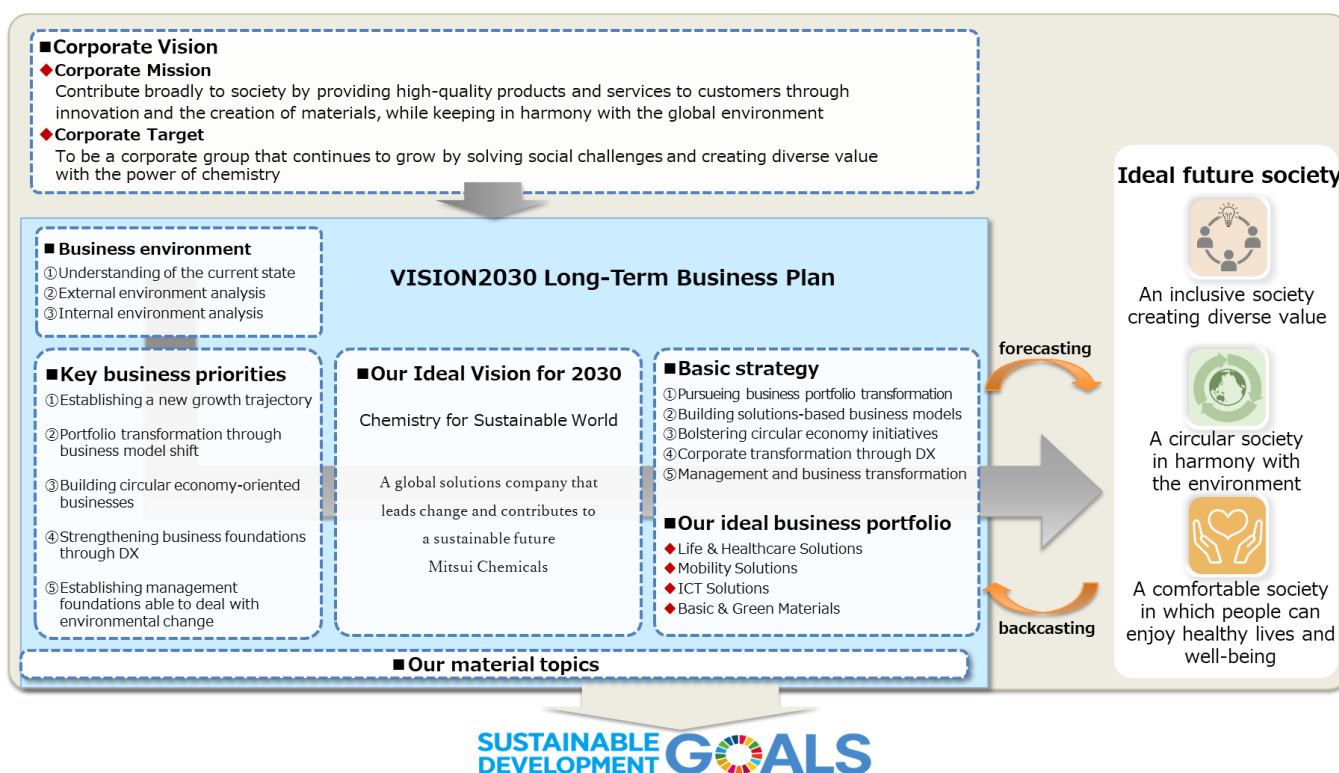 ■Corporate Vision
◆Corporate Mission
Contribute broadly to society by providing high-quality products and services to customers through
innovation and the creation of materials, while keeping in harmony with the global environment
◆Corporate Target
To be a corporate group that continues to grow by solving social challenges and creating diverse value
with the power of chemistry
■Business environment
①Understanding of the current state
②External environment analysis
③Internal environment analysis
VISION2030 Long-Term Business Plan
■Key business priorities
①Establishing a new growth trajectory
②Portfolio transformation through
business model shift
③Building circular economy-oriented
businesses
④Strengthening business foundations
through DX
⑤Establishing management
foundations able to deal with
environmental change
■Our Ideal Vision for 2030
Chemistry for Sustainable World
A global solutions company that
leads change and contributes to
a sustainable future
Mitsui Chemicals
■Basic strategy
①Pursueing business portfolio transformation
②Building solutions-based business models
③Bolstering circular economy initiatives
④Corporate transformation through DX
⑤Management and business transformation
■Our ideal business portfolio
◆Life & Healthcare Solutions
◆Mobility Solutions
◆ICT Solutions
◆Basic & Green Materials
■Our material topics
forecasting
backcasting
Ideal future society
An inclusive society
creating diverse value
A circular society
in harmony with
the environment
A comfortable society
in which people can
enjoy healthy lives and
well-being
SUSTAINABLE
DEVELOPMENT
GOALS